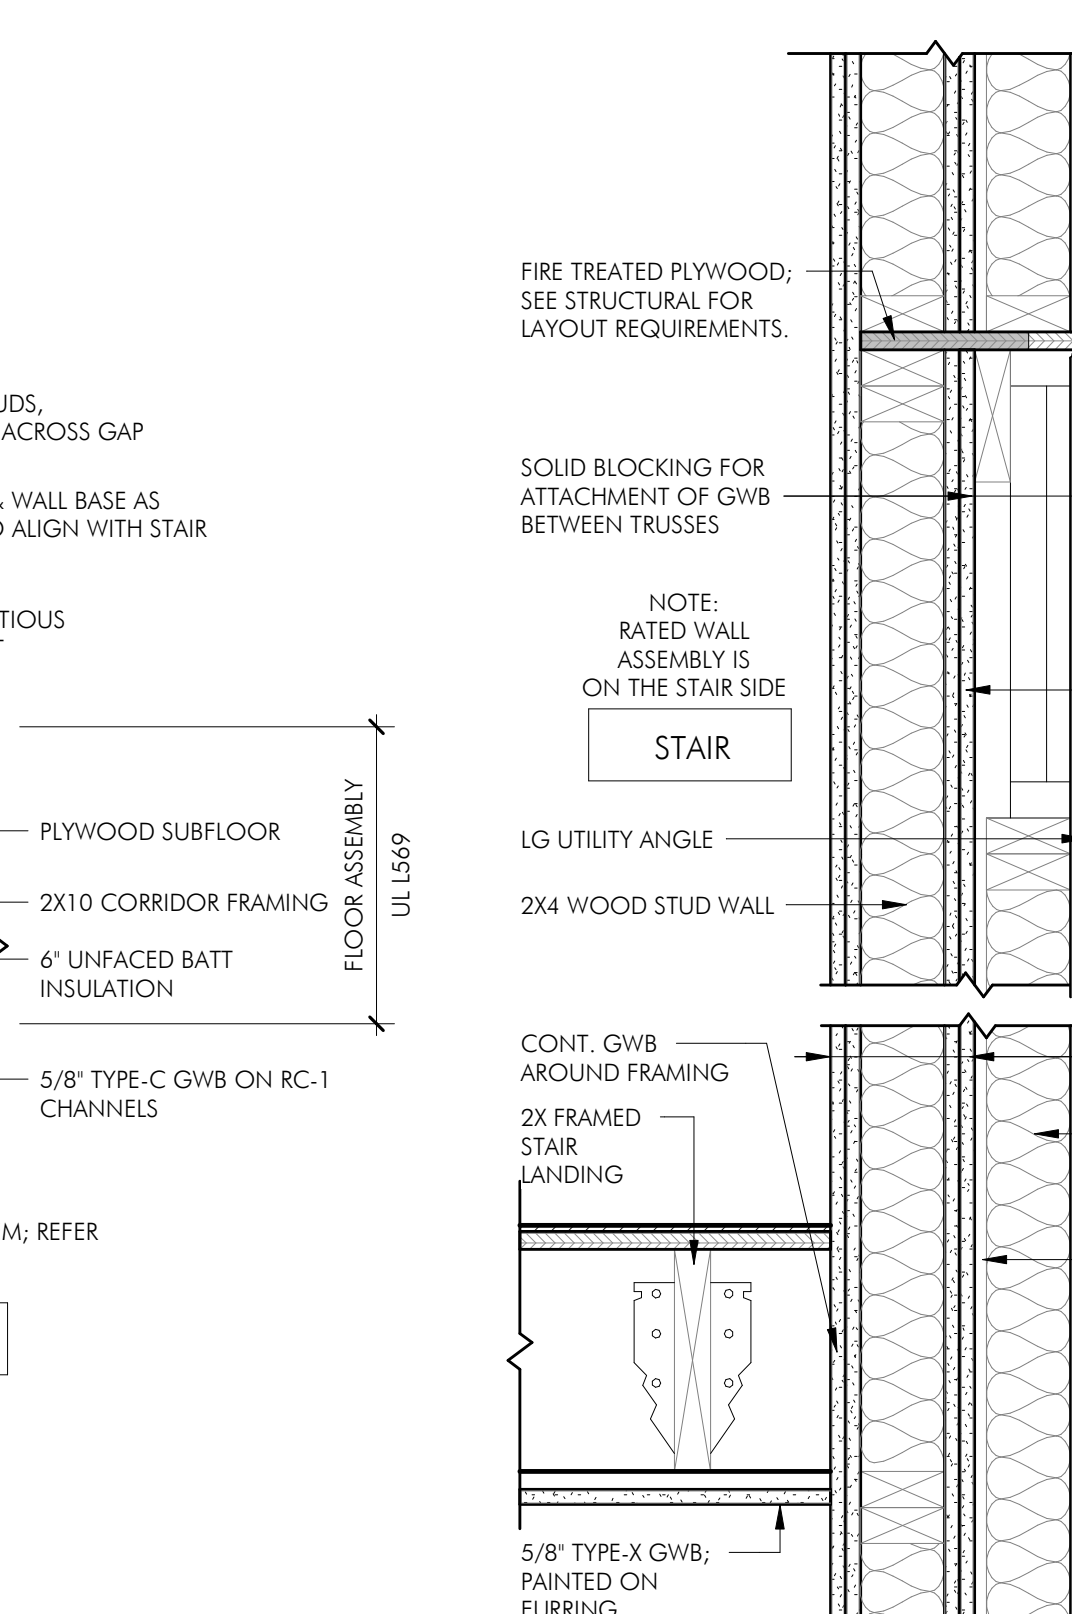 UDS,
ACROSS GAP
& WALL BASE AS
ALIGN WITH STAIR
TIOUS
PLYWOOD SUBFLOOR
2X10 CORRIDOR FRAMING
6" UNFACED BATT
INSULATION
FLOOR ASSEMBLY
UL L569
5/8" TYPE-C GWB ON RC-1
CHANNELS
M; REFER
FIRE TREATED PLYWOOD;
SEE STRUCTURAL FOR
LAYOUT REQUIREMENTS.
SOLID BLOCKING FOR
ATTACHMENT OF GWB
BETWEEN TRUSSES
NOTE:
RATED WALL
ASSEMBLY IS
ON THE STAIR SIDE
STAIR
LG UTILITY ANGLE
2X4 WOOD STUD WALL
CONT. GWB
AROUND FRAMING
2X FRAMED
STAIR
LANDING
5/8" TYPE-X GWB;
PAINTED ON
FURRING